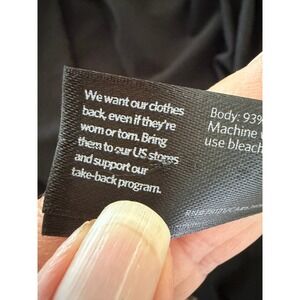 We want our clothes
back, even if they're
worn or torn. Bring
them to our US stores
and support our
take-back program.
Body: 93%
Machine
use bleach